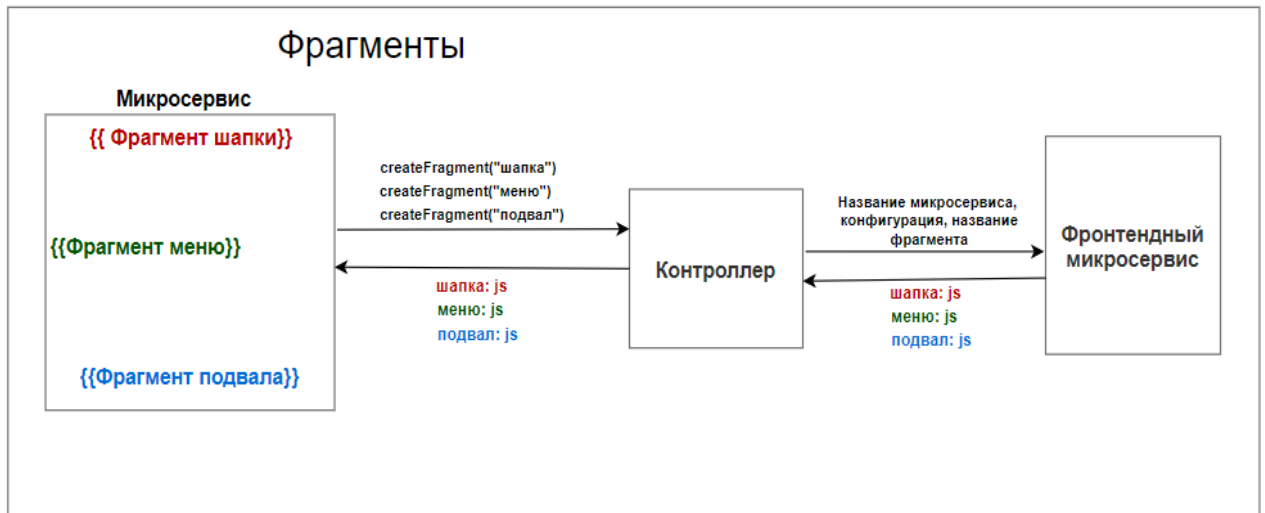 Фрагменты
Микросервис
{{ Фрагмент шапки}}
{{Фрагмент меню}}
{{Фрагмент подвала}}
createFragment("шапка")
createFragment("меню")
createFragment("подвал")
шапка: js
меню: js
подвал: js
Контроллер
Название микросервиса,
конфигурация, название
фрагмента
шапка: js
меню: js
подвал: js
Фронтендный
микросервис